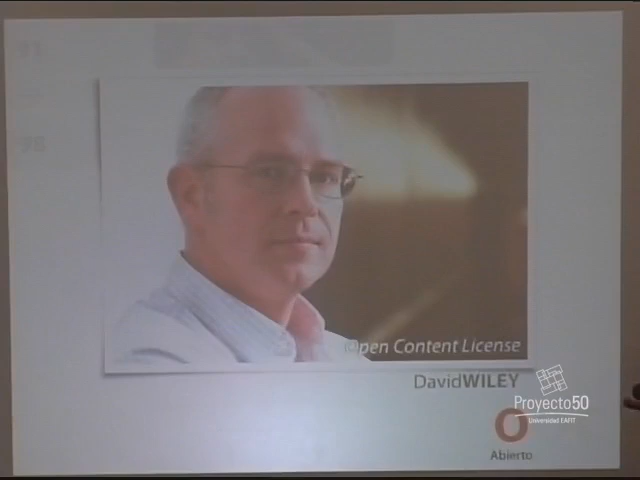 Open Content License
DavidWILEY
Proyecto50
Universidad EAFIT
O
Abierto